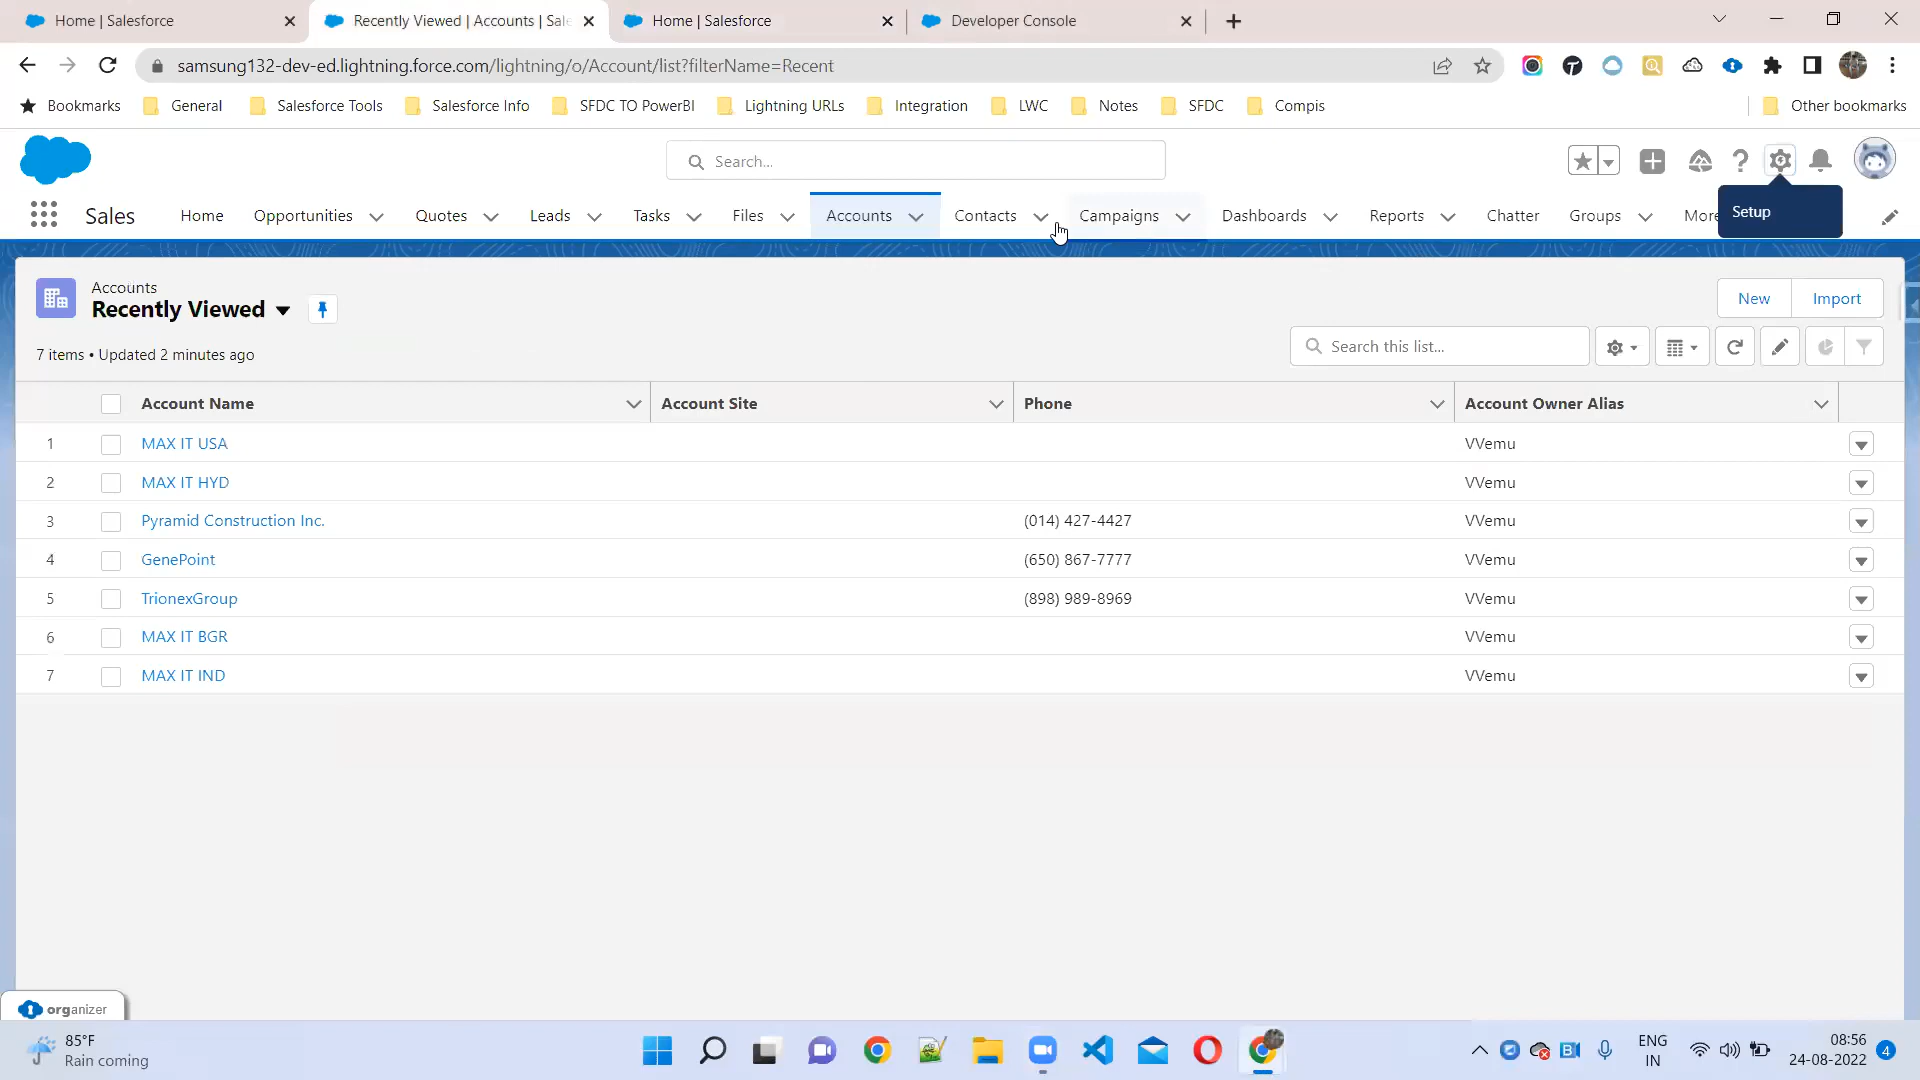 Home | Salesforce
Recently Viewed | Accounts | Sale
Home | Salesforce
Developer Console
samsung132-dev-ed.lightning.force.com/lightning/o/Account/list?filterName=Recent
Bookmarks
General
Salesforce Tools
Salesforce Info
SFDC TO PowerBI
Lightning URLs
Integration
LWC
Notes
SFDC
Compis
Other bookmarks
Search...
Sales
Home
Opportunities
Quotes
Leads
Tasks
Files
Accounts
Contacts
Campaigns
Dashboards
Reports
Chatter
Groups
More
Setup
Accounts
Recently Viewed
New
Import
7 items • Updated 2 minutes ago
Search this list...
Account Name
Account Site
Phone
Account Owner Alias
1 MAX IT USA VVemu
2 MAX IT HYD VVemu
3 Pyramid Construction Inc. (014) 427-4427 VVemu
4 GenePoint (650) 867-7777 VVemu
5 TrionexGroup (898) 989-8969 VVemu
6 MAX IT BGR VVemu
7 MAX IT IND VVemu
organizer
85°F
Rain coming
ENG
IN
08:56
24-08-2022
4